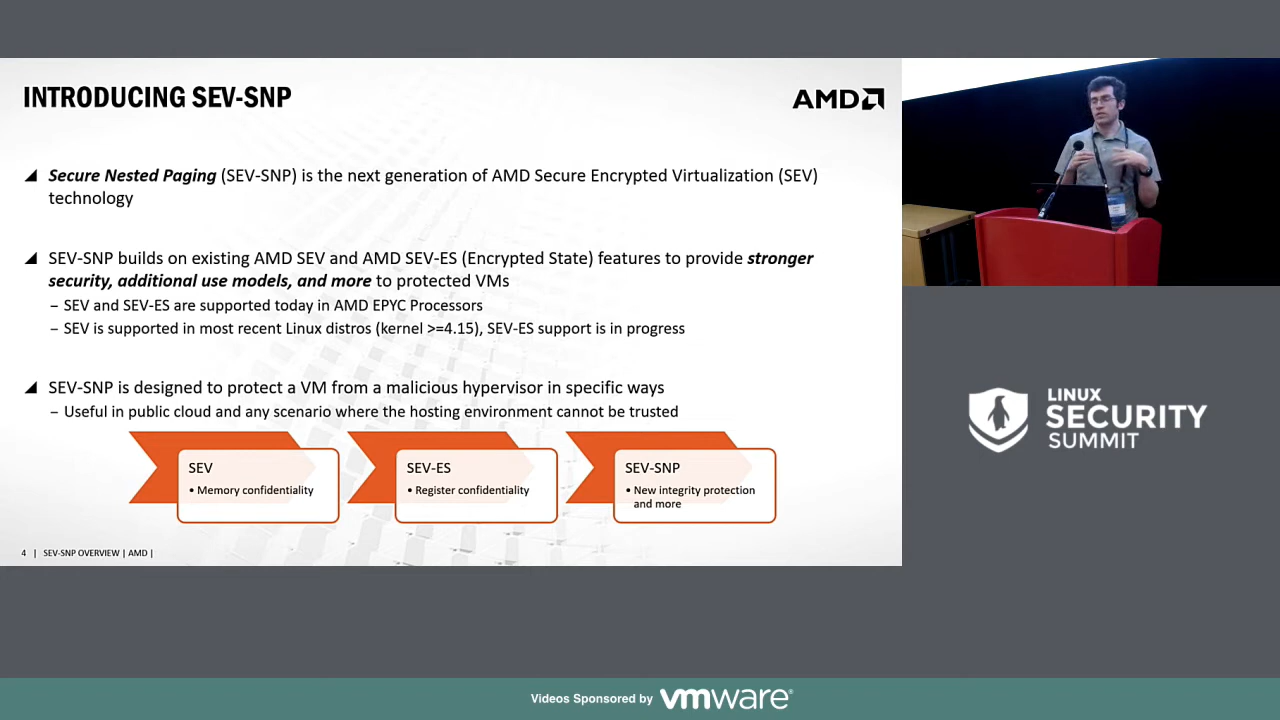 INTRODUCING SEV-SNP
AMD
Secure Nested Paging (SEV-SNP) is the next generation of AMD Secure Encrypted Virtualization (SEV)
technology
SEV-SNP builds on existing AMD SEV and AMD SEV-ES (Encrypted State) features to provide stronger
security, additional use models, and more to protected VMs
– SEV and SEV-ES are supported today in AMD EPYC Processors
– SEV is supported in most recent Linux distros (kernel >=4.15), SEV-ES support is in progress
SEV-SNP is designed to protect a VM from a malicious hypervisor in specific ways
– Useful in public cloud and any scenario where the hosting environment cannot be trusted
SEV
• Memory confidentiality
SEV-ES
• Register confidentiality
SEV-SNP
• New integrity protection
and more
4 | SEV-SNP OVERVIEW | AMD |
LINUX
SECURITY
SUMMIT
Videos Sponsored by vmware®